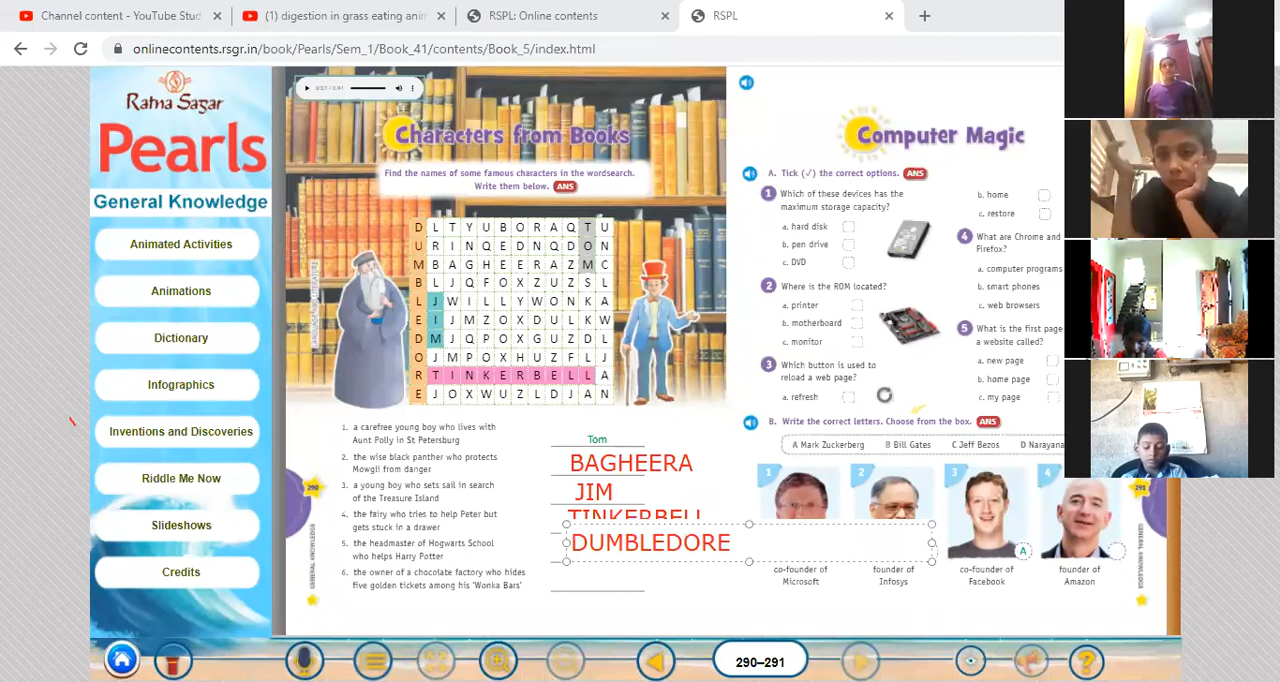 Channel content - YouTube Stud
(1) digestion in grass eating anim
RSPL: Online contents
RSPL
onlinecontents.rsgr.in/book/Pearls/Sem_1/Book_41/contents/Book_5/index.html
Ratna Sagar
Pearls
General Knowledge
Animated Activities
Animations
Dictionary
Infographics
Inventions and Discoveries
Riddle Me Now
Slideshows
Credits
Characters from Books
Find the names of some famous characters in the wordsearch.
Write them below. ANS
D L T Y U B O R A Q T U
U R I N Q E D N Q D O N
M B A G H E E R A Z M C
B L J Q F O X Z U Z S L
L J W I L L Y W O N K A
E I J M Z O X D U L K W
D M L Q P O X G U Z D L
O J M P O X H U Z F L J
R T I N K E R B E L L A
E J O X W U Z L D J A N
1. a carefree young boy who lives with
Aunt Polly in St Petersburg
Tom
2. the wise black panther who protects
Mowgli from danger
BAGHEERA
3. a young boy who sets sail in search
of the Treasure Island
JIM
4. the fairy who tries to help Peter but
gets stuck in a drawer
TINKERBELL
5. the headmaster of Hogwarts School
who helps Harry Potter
DUMBLEDORE
6. the owner of a chocolate factory who hides
five golden tickets among his 'Wonka Bars'
290
GENERAL KNOWLEDGE
Computer Magic
A. Tick (✓) the correct options. ANS
1 Which of these devices has the
maximum storage capacity?
a. hard disk
b. pen drive
c. DVD
2 Where is the ROM located?
a. printer
b. motherboard
c. monitor
3 Which button is used to
reload a web page?
a. refresh
b. home
c. restore
4 What are Chrome and
Firefox?
a. computer programs
b. smart phones
c. web browsers
5 What is the first page
a website called?
a. new page
b. home page
c. my page
B. Write the correct letters. Choose from the box. ANS
A Mark Zuckerberg B Bill Gates C Jeff Bezos D Narayana
1
2
3
4
A
co-founder of
Microsoft
founder of
Infosys
co-founder of
Facebook
founder of
Amazon
291
GENERAL KNOWLEDGE
290–291